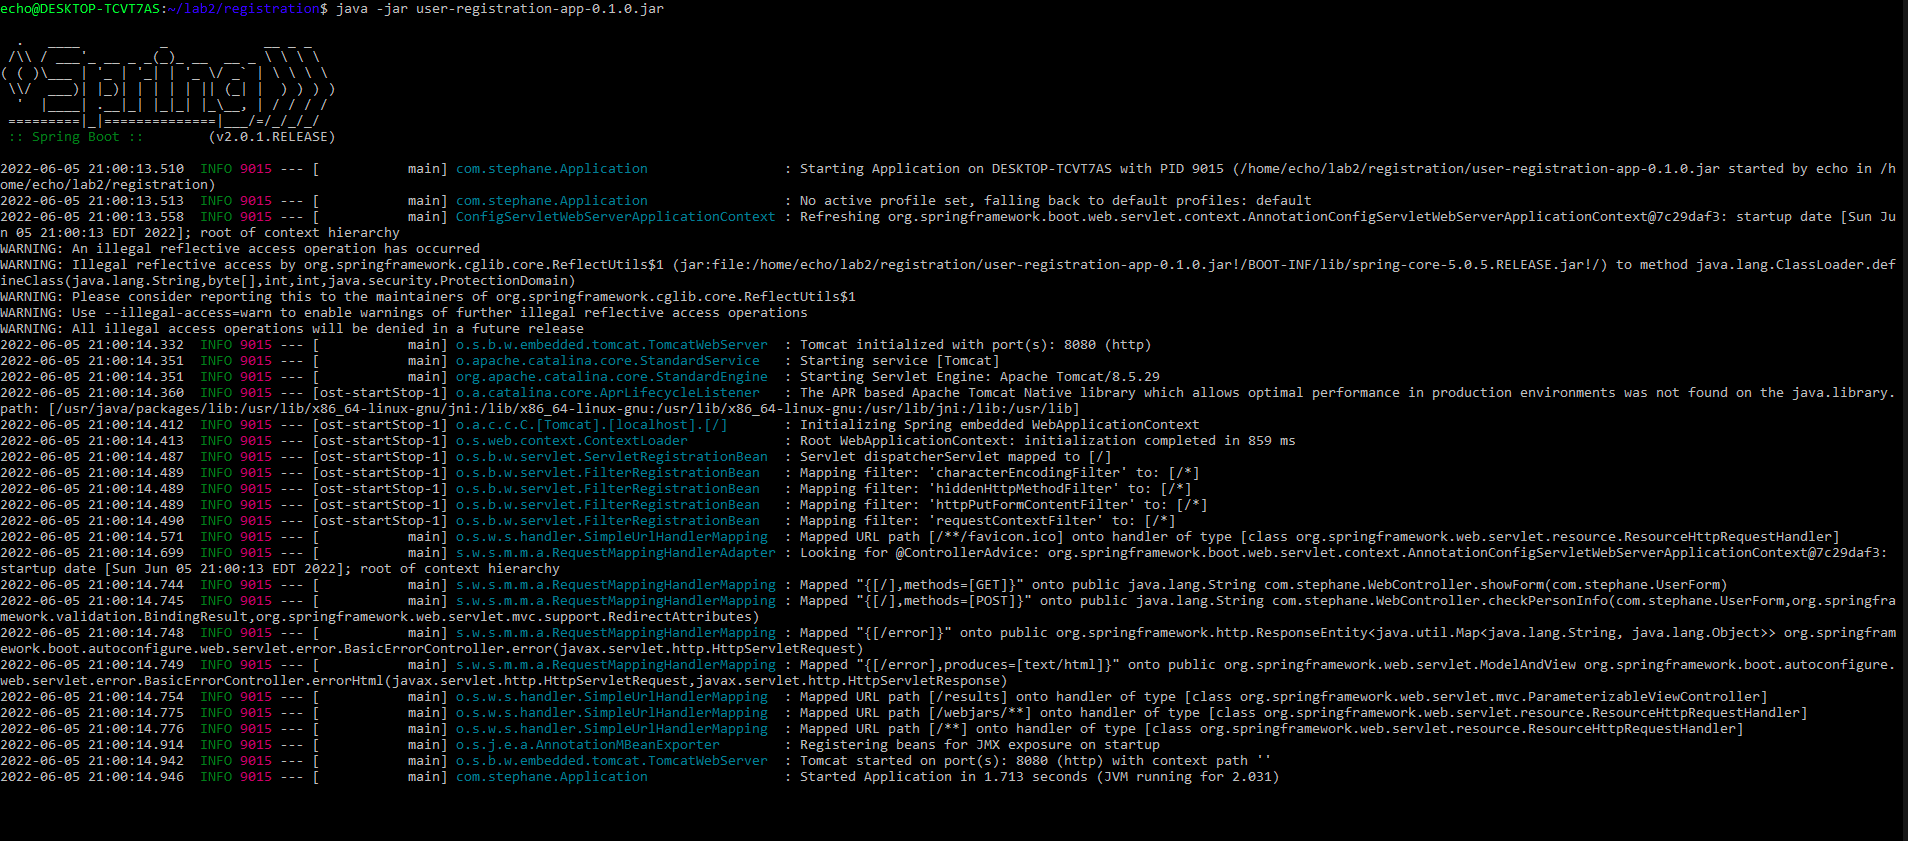 echo@DESKTOP-TCVT7AS:~/lab2/registration$ java -jar user-registration-app-0.1.0.jar

  .   ____          _            __ _ _
 /\\ / ___'_ __ _ _(_)_ __  __ _ \ \ \ \
( ( )\___ | '_ | '_| | '_ \/ _` | \ \ \ \
 \\/  ___)| |_)| | | | | || (_| |  ) ) ) )
  '  |____| .__|_| |_|_| |_\__, | / / / /
 =========|_|==============|___/=/_/_/_/
 :: Spring Boot ::        (v2.0.1.RELEASE)

2022-06-05 21:00:13.510  INFO 9015 --- [           main] com.stephane.Application                 : Starting Application on DESKTOP-TCVT7AS with PID 9015 (/home/echo/lab2/registration/user-registration-app-0.1.0.jar started by echo in /h
ome/echo/lab2/registration)
2022-06-05 21:00:13.513  INFO 9015 --- [           main] com.stephane.Application                 : No active profile set, falling back to default profiles: default
2022-06-05 21:00:13.558  INFO 9015 --- [           main] ConfigServletWebServerApplicationContext : Refreshing org.springframework.boot.web.servlet.context.AnnotationConfigServletWebServerApplicationContext@7c29daf3: startup date [Sun Ju
n 05 21:00:13 EDT 2022]; root of context hierarchy
WARNING: An illegal reflective access operation has occurred
WARNING: Illegal reflective access by org.springframework.cglib.core.ReflectUtils$1 (jar:file:/home/echo/lab2/registration/user-registration-app-0.1.0.jar!/BOOT-INF/lib/spring-core-5.0.5.RELEASE.jar!/) to method java.lang.ClassLoader.def
ineClass(java.lang.String,byte[],int,int,java.security.ProtectionDomain)
WARNING: Please consider reporting this to the maintainers of org.springframework.cglib.core.ReflectUtils$1
WARNING: Use --illegal-access=warn to enable warnings of further illegal reflective access operations
WARNING: All illegal access operations will be denied in a future release
2022-06-05 21:00:14.332  INFO 9015 --- [           main] o.s.b.w.embedded.tomcat.TomcatWebServer  : Tomcat initialized with port(s): 8080 (http)
2022-06-05 21:00:14.351  INFO 9015 --- [           main] o.apache.catalina.core.StandardService   : Starting service [Tomcat]
2022-06-05 21:00:14.351  INFO 9015 --- [           main] org.apache.catalina.core.StandardEngine  : Starting Servlet Engine: Apache Tomcat/8.5.29
2022-06-05 21:00:14.360  INFO 9015 --- [ost-startStop-1] o.a.catalina.core.AprLifecycleListener   : The APR based Apache Tomcat Native library which allows optimal performance in production environments was not found on the java.library.
path: [/usr/java/packages/lib:/usr/lib/x86_64-linux-gnu/jni:/lib/x86_64-linux-gnu:/usr/lib/x86_64-linux-gnu:/usr/lib/jni:/lib:/usr/lib]
2022-06-05 21:00:14.412  INFO 9015 --- [ost-startStop-1] o.a.c.c.C.[Tomcat].[localhost].[/]       : Initializing Spring embedded WebApplicationContext
2022-06-05 21:00:14.413  INFO 9015 --- [ost-startStop-1] o.s.web.context.ContextLoader            : Root WebApplicationContext: initialization completed in 859 ms
2022-06-05 21:00:14.487  INFO 9015 --- [ost-startStop-1] o.s.b.w.servlet.ServletRegistrationBean  : Servlet dispatcherServlet mapped to [/]
2022-06-05 21:00:14.489  INFO 9015 --- [ost-startStop-1] o.s.b.w.servlet.FilterRegistrationBean   : Mapping filter: 'characterEncodingFilter' to: [/*]
2022-06-05 21:00:14.489  INFO 9015 --- [ost-startStop-1] o.s.b.w.servlet.FilterRegistrationBean   : Mapping filter: 'hiddenHttpMethodFilter' to: [/*]
2022-06-05 21:00:14.489  INFO 9015 --- [ost-startStop-1] o.s.b.w.servlet.FilterRegistrationBean   : Mapping filter: 'httpPutFormContentFilter' to: [/*]
2022-06-05 21:00:14.490  INFO 9015 --- [ost-startStop-1] o.s.b.w.servlet.FilterRegistrationBean   : Mapping filter: 'requestContextFilter' to: [/*]
2022-06-05 21:00:14.571  INFO 9015 --- [           main] o.s.w.s.handler.SimpleUrlHandlerMapping  : Mapped URL path [/**/favicon.ico] onto handler of type [class org.springframework.web.servlet.resource.ResourceHttpRequestHandler]
2022-06-05 21:00:14.699  INFO 9015 --- [           main] s.w.s.m.m.a.RequestMappingHandlerAdapter : Looking for @ControllerAdvice: org.springframework.boot.web.servlet.context.AnnotationConfigServletWebServerApplicationContext@7c29daf3:
startup date [Sun Jun 05 21:00:13 EDT 2022]; root of context hierarchy
2022-06-05 21:00:14.744  INFO 9015 --- [           main] s.w.s.m.m.a.RequestMappingHandlerMapping : Mapped "{[/],methods=[GET]}" onto public java.lang.String com.stephane.WebController.showForm(com.stephane.UserForm)
2022-06-05 21:00:14.745  INFO 9015 --- [           main] s.w.s.m.m.a.RequestMappingHandlerMapping : Mapped "{[/],methods=[POST]}" onto public java.lang.String com.stephane.WebController.checkPersonInfo(com.stephane.UserForm,org.springfra
mework.validation.BindingResult,org.springframework.web.servlet.mvc.support.RedirectAttributes)
2022-06-05 21:00:14.748  INFO 9015 --- [           main] s.w.s.m.m.a.RequestMappingHandlerMapping : Mapped "{[/error]}" onto public org.springframework.http.ResponseEntity<java.util.Map<java.lang.String, java.lang.Object>> org.springfram
ework.boot.autoconfigure.web.servlet.error.BasicErrorController.error(javax.servlet.http.HttpServletRequest)
2022-06-05 21:00:14.749  INFO 9015 --- [           main] s.w.s.m.m.a.RequestMappingHandlerMapping : Mapped "{[/error],produces=[text/html]}" onto public org.springframework.web.servlet.ModelAndView org.springframework.boot.autoconfigure.
web.servlet.error.BasicErrorController.errorHtml(javax.servlet.http.HttpServletRequest,javax.servlet.http.HttpServletResponse)
2022-06-05 21:00:14.754  INFO 9015 --- [           main] o.s.w.s.handler.SimpleUrlHandlerMapping  : Mapped URL path [/results] onto handler of type [class org.springframework.web.servlet.mvc.ParameterizableViewController]
2022-06-05 21:00:14.775  INFO 9015 --- [           main] o.s.w.s.handler.SimpleUrlHandlerMapping  : Mapped URL path [/webjars/**] onto handler of type [class org.springframework.web.servlet.resource.ResourceHttpRequestHandler]
2022-06-05 21:00:14.776  INFO 9015 --- [           main] o.s.w.s.handler.SimpleUrlHandlerMapping  : Mapped URL path [/**] onto handler of type [class org.springframework.web.servlet.resource.ResourceHttpRequestHandler]
2022-06-05 21:00:14.914  INFO 9015 --- [           main] o.s.j.e.a.AnnotationMBeanExporter        : Registering beans for JMX exposure on startup
2022-06-05 21:00:14.942  INFO 9015 --- [           main] o.s.b.w.embedded.tomcat.TomcatWebServer  : Tomcat started on port(s): 8080 (http) with context path ''
2022-06-05 21:00:14.946  INFO 9015 --- [           main] com.stephane.Application                 : Started Application in 1.713 seconds (JVM running for 2.031)